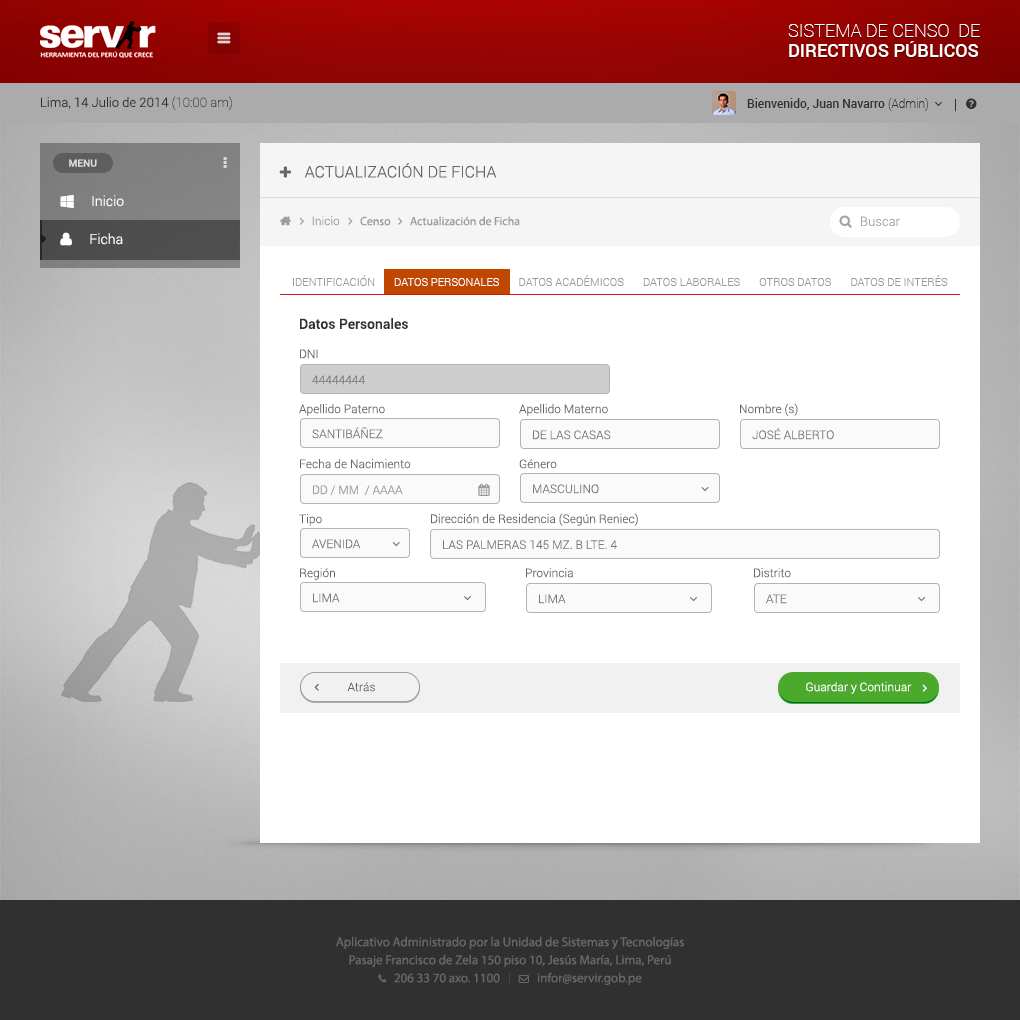 servir
HERRAMIENTA DEL PERÚ QUE CRECE
SISTEMA DE CENSO DE
DIRECTIVOS PÚBLICOS
Lima, 14 Julio de 2014 (10:00 am)
Bienvenido, Juan Navarro (Admin) |
MENU
Inicio
Ficha
ACTUALIZACIÓN DE FICHA
Inicio > Censo > Actualización de Ficha
Buscar
IDENTIFICACIÓN DATOS PERSONALES DATOS ACADÉMICOS DATOS LABORALES OTROS DATOS DATOS DE INTERÉS
Datos Personales
DNI
44444444
Apellido Paterno Apellido Materno Nombre (s)
SANTIBÁÑEZ DE LAS CASAS JOSÉ ALBERTO
Fecha de Nacimiento Género
DD / MM / AAAA MASCULINO
Tipo Dirección de Residencia (Según Reniec)
AVENIDA LAS PALMERAS 145 MZ. B LTE. 4
Región Provincia Distrito
LIMA LIMA ATE
Atrás Guardar y Continuar
Aplicativo Administrado por la Unidad de Sistemas y Tecnologías
Pasaje Francisco de Zela 150 piso 10, Jesús María, Lima, Perú
206 33 70 axo. 1100 | infor@servir.gob.pe